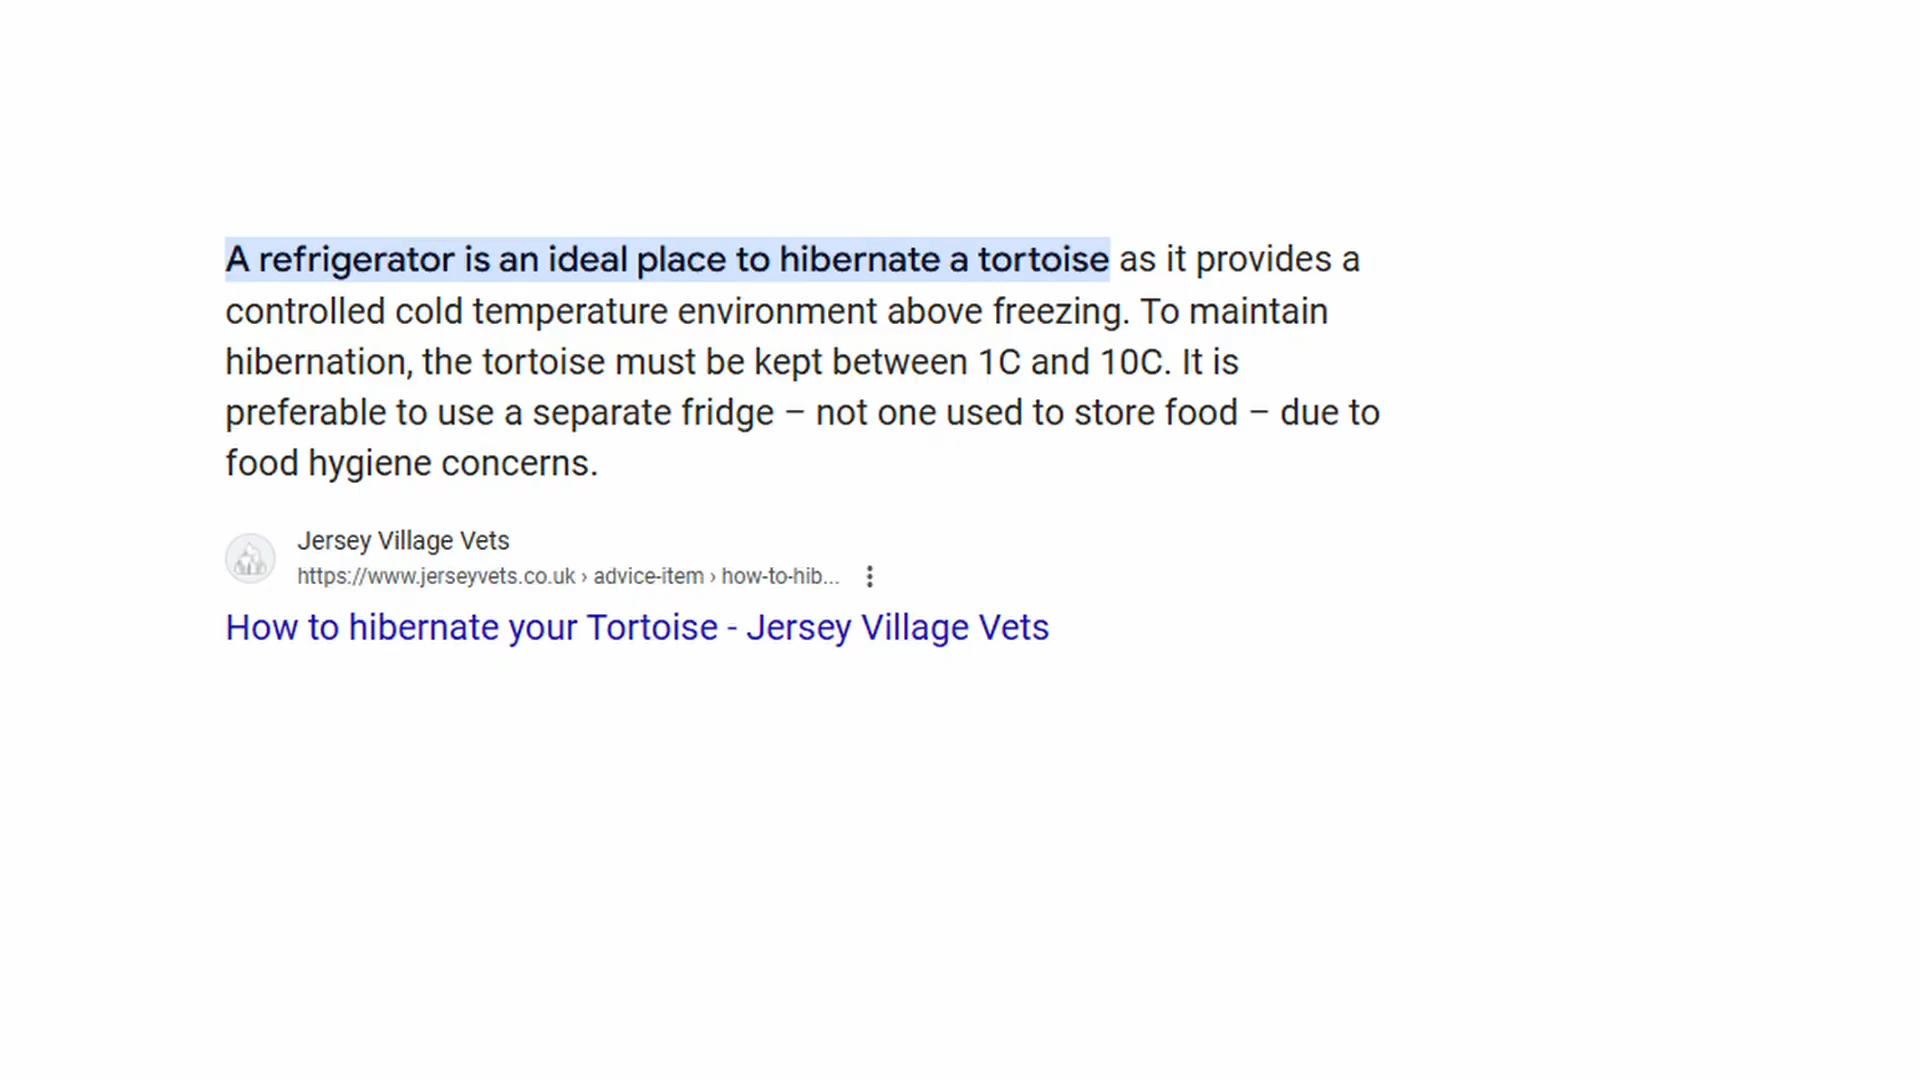 A refrigerator is an ideal place to hibernate a tortoise as it provides a
controlled cold temperature environment above freezing. To maintain
hibernation, the tortoise must be kept between 1C and 10C. It is
preferable to use a separate fridge – not one used to store food – due to
food hygiene concerns.
Jersey Village Vets
https://www.jerseyvets.co.uk › advice-item › how-to-hib...
How to hibernate your Tortoise - Jersey Village Vets